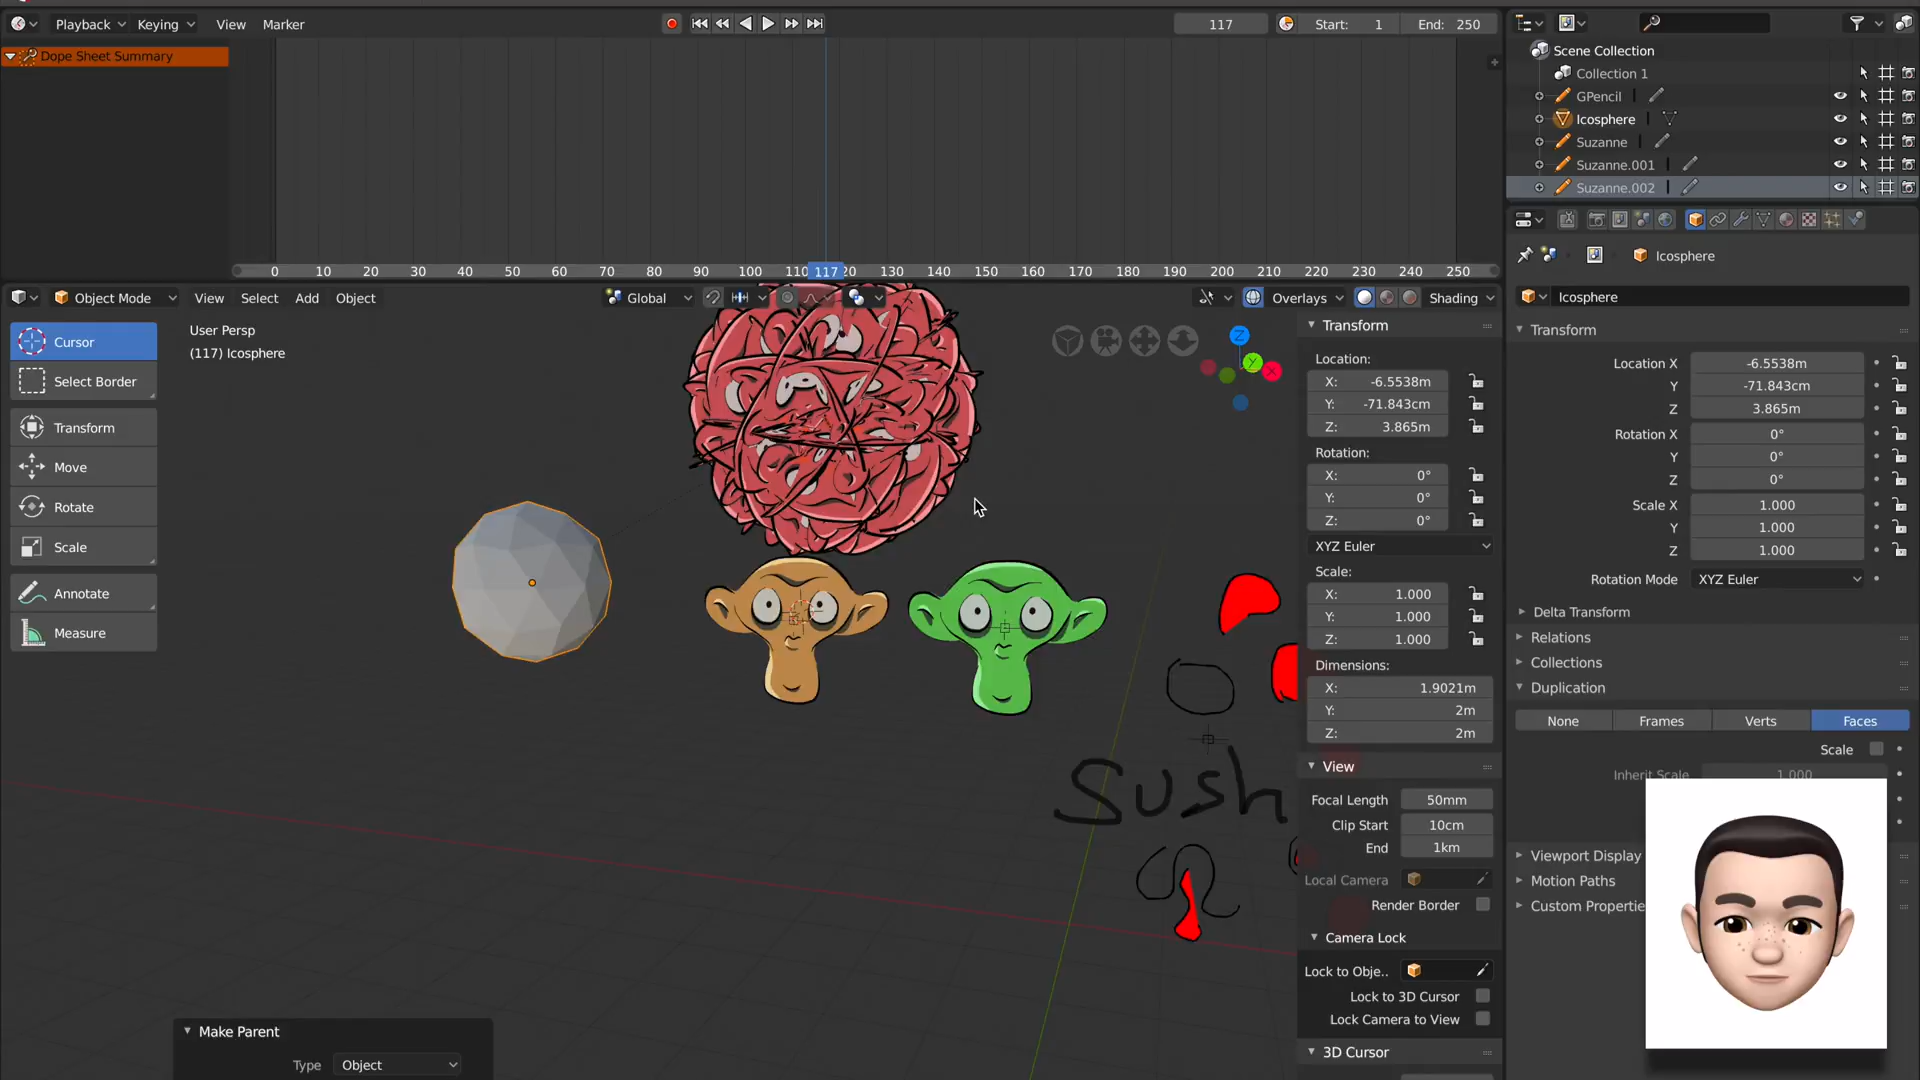 Playback Keying View Marker 117 Start: 1 End: 250
Dope Sheet Summary
0 10 20 30 40 50 60 70 80 90 100 110 117 120 130 140 150 160 170 180 190 200 210 220 230 240 250
Object Mode View Select Add Object Global Overlays Shading
Cursor
Select Border
Transform
Move
Rotate
Scale
Annotate
Measure
User Persp
(117) Icosphere
Z
Y
X
Sush
Make Parent
Type Object
Transform
Location:
X: -6.5538m
Y: -71.843cm
Z: 3.865m
Rotation:
X: 0°
Y: 0°
Z: 0°
XYZ Euler
Scale:
X: 1.000
Y: 1.000
Z: 1.000
Dimensions:
X: 1.9021m
Y: 2m
Z: 2m
View
Focal Length 50mm
Clip Start 10cm
End 1km
Local Camera
Render Border
Camera Lock
Lock to Obje..
Lock to 3D Cursor
Lock Camera to View
3D Cursor
Scene Collection
Collection 1
GPencil
Icosphere
Suzanne
Suzanne.001
Suzanne.002
Icosphere
Icosphere
Transform
Location X -6.5538m
Y -71.843cm
Z 3.865m
Rotation X 0°
Y 0°
Z 0°
Scale X 1.000
Y 1.000
Z 1.000
Rotation Mode XYZ Euler
Delta Transform
Relations
Collections
Duplication
None Frames Verts Faces
Scale
Inherit Scale 1.000
Viewport Display
Motion Paths
Custom Propertie